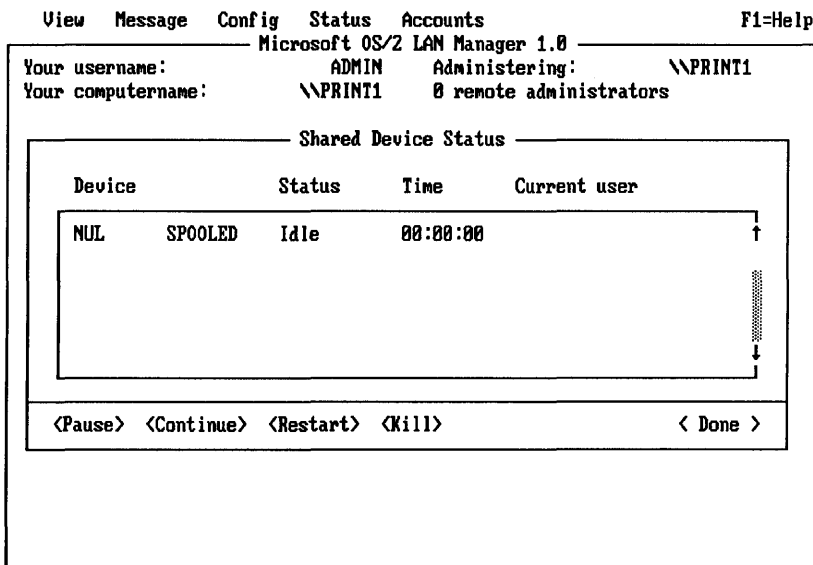 View Message Config Status Accounts F1=Help
Microsoft OS/2 LAN Manager 1.0
Your username: ADMIN Administering: \\PRINT1
Your computername: \\PRINT1 0 remote administrators
Shared Device Status
Device Status Time Current user
NUL SPOOLED Idle 00:00:00
<Pause> <Continue> <Restart> <Kill> < Done >